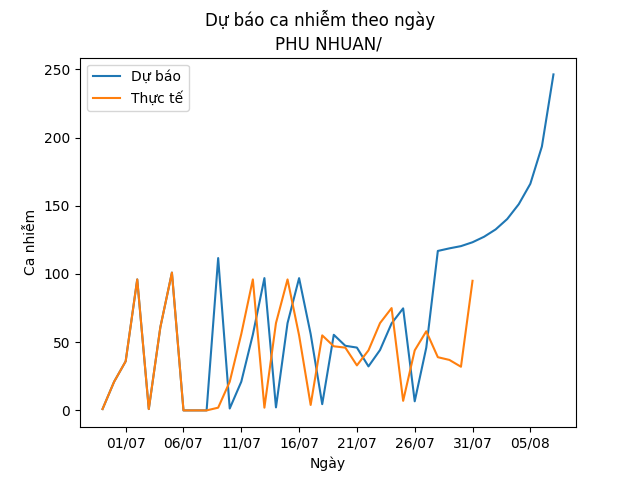 Dự báo ca nhiễm theo ngày
PHU NHUAN/
Dự báo
Thực tế
Ca nhiễm
250
200
150
100
50
0
01/07 06/07 11/07 16/07 21/07 26/07 31/07 05/08
Ngày